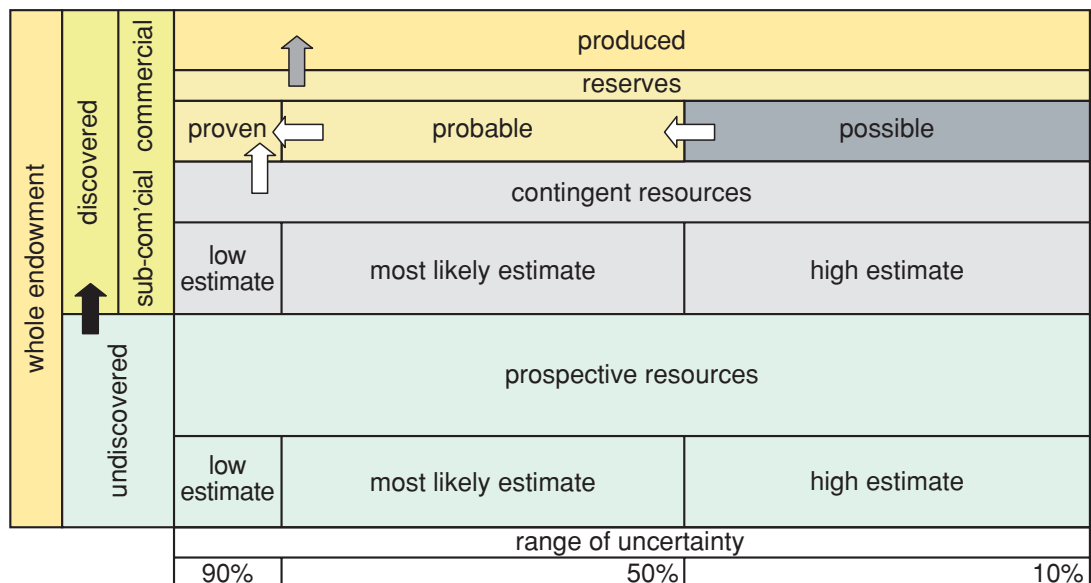 whole endowment
discovered
undiscovered
commercial
sub-com'cial
produced
reserves
proven
probable
possible
contingent resources
low
estimate
most likely estimate
high estimate
prospective resources
low
estimate
most likely estimate
high estimate
range of uncertainty
90%
50%
10%